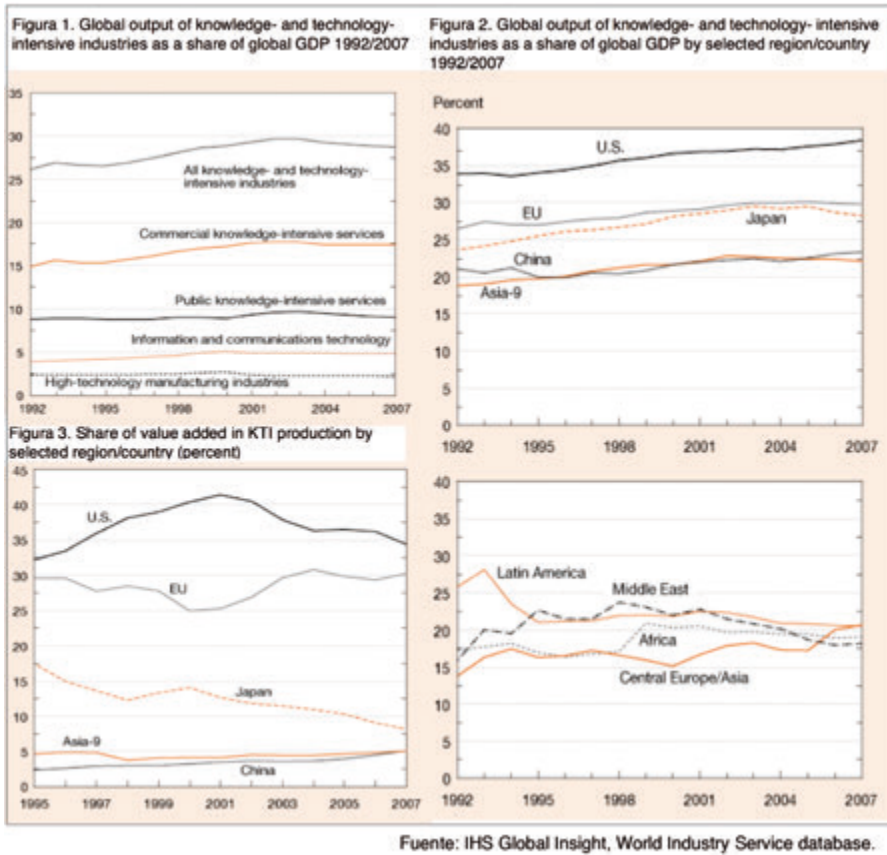 Figura 1. Global output of knowledge- and technology-
intensive industries as a share of global GDP 1992/2007
35
30
25
20
15
10
5
0
All knowledge- and technology-
intensive industries
Commercial knowledge-intensive services
Public knowledge-intensive services
Information and communications technology
High-technology manufacturing industries
1992 1995 1998 2001 2004 2007
Figura 2. Global output of knowledge- and technology- intensive
industries as a share of global GDP by selected region/country
1992/2007
Percent
40
35
30
25
20
15
10
5
0
U.S.
EU
Japan
China
Asia-9
1992 1995 1998 2001 2004 2007
Figura 3. Share of value added in KTI production by
selected region/country (percent)
45
40
35
30
25
20
15
10
5
0
U.S.
EU
Japan
Asia-9
China
1995 1997 1999 2001 2003 2005 2007
40
35
30
25
20
15
10
5
0
Latin America
Middle East
Africa
Central Europe/Asia
1992 1995 1998 2001 2004 2007
Fuente: IHS Global Insight, World Industry Service database.